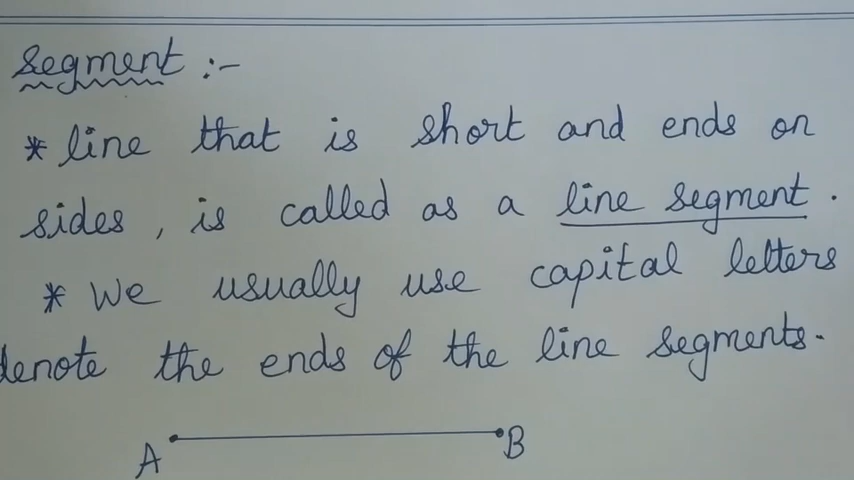 Segment :-
* line that is short and ends on
sides, is called as a line segment.
* We usually use capital letters
denote the ends of the line segments.
A B